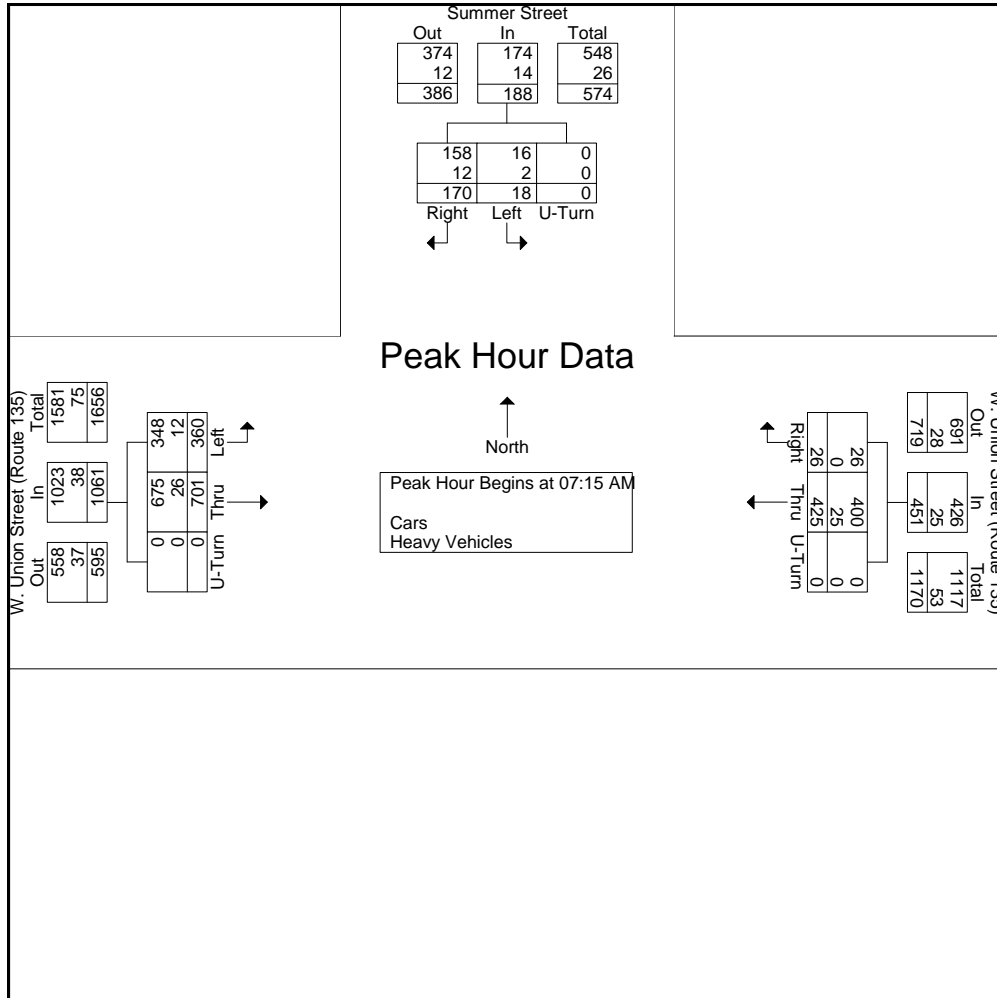 Summer Street
Out In Total
374 174 548
12 14 26
386 188 574
158 16 0
12 2 0
170 18 0
Right Left U-Turn
Peak Hour Data
North
Peak Hour Begins at 07:15 AM
Cars
Heavy Vehicles
W. Union Street (Route 135)
Total In Out
1581 1023 558
75 38 37
1656 1061 595
348 675 0
12 26 0
360 701 0
Left Thru U-Turn
W. Union Street (Route 135)
Out In Total
691 426 1117
28 25 53
719 451 1170
26 400 0
0 25 0
26 425 0
Right Thru U-Turn